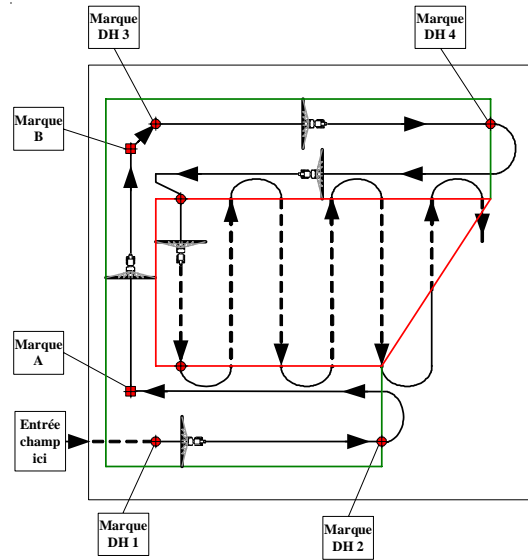 Marque
DH 3
Marque
DH 4
Marque
B
Marque
A
Entrée
champ
ici
Marque
DH 1
Marque
DH 2